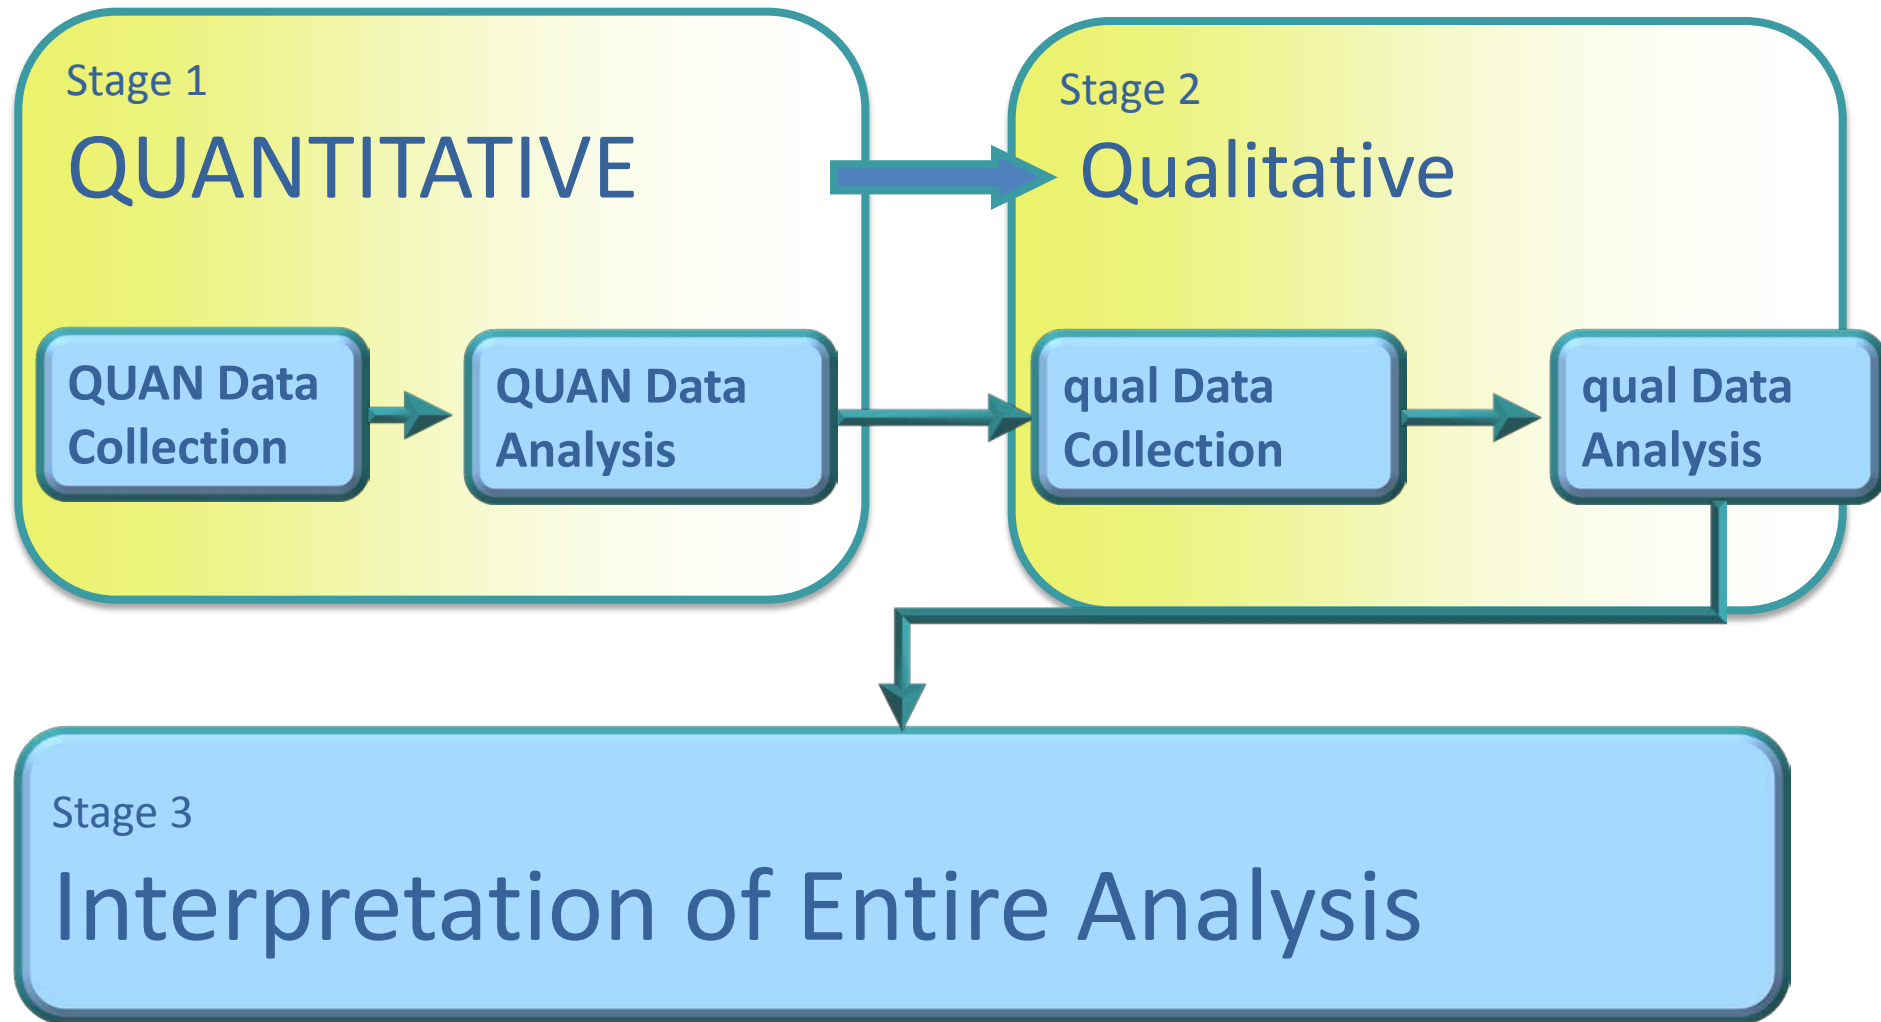 Stage 1
QUANTITATIVE
Stage 2
Qualitative
QUAN Data
Collection
QUAN Data
Analysis
qual Data
Collection
qual Data
Analysis
Stage 3
Interpretation of Entire Analysis